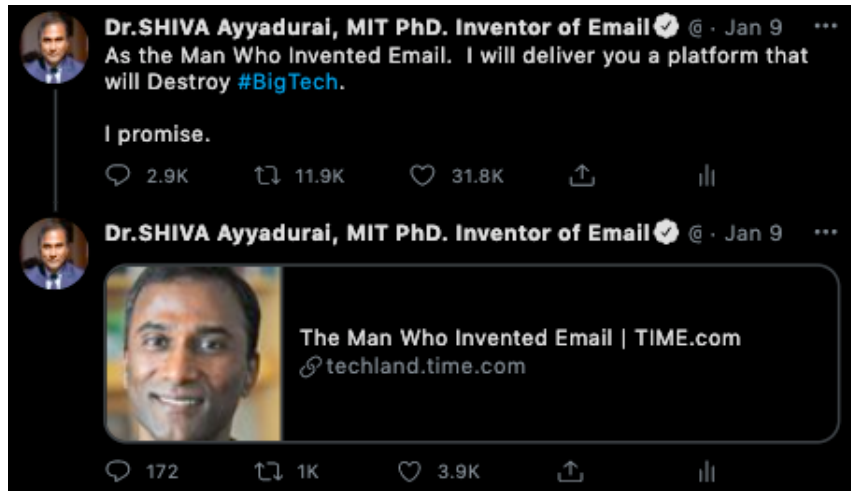 Dr.SHIVA Ayyadurai, MIT PhD. Inventor of Email @ · Jan 9
As the Man Who Invented Email. I will deliver you a platform that
will Destroy #BigTech.
I promise.
2.9K 11.9K 31.8K
Dr.SHIVA Ayyadurai, MIT PhD. Inventor of Email @ · Jan 9
The Man Who Invented Email | TIME.com
techland.time.com
172 1K 3.9K